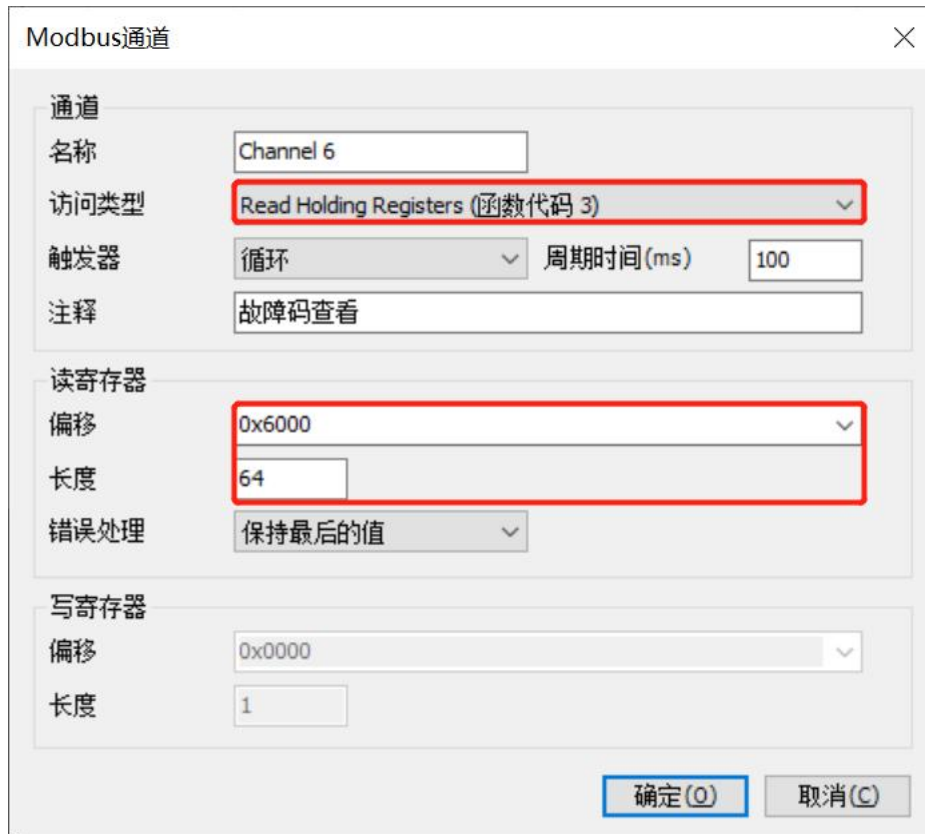 Modbus通道
通道
名称 Channel 6
访问类型 Read Holding Registers (函数代码 3)
触发器 循环 周期时间(ms) 100
注释 故障码查看
读寄存器
偏移 0x6000
长度 64
错误处理 保持最后的值
写寄存器
偏移 0x0000
长度 1
确定(O) 取消(C)